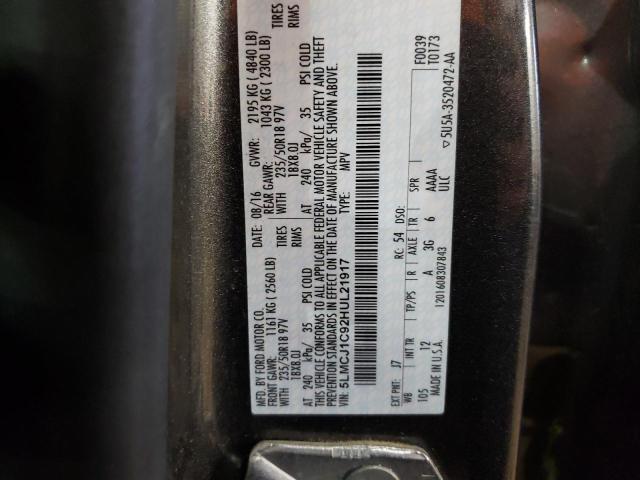 MFD. BY FORD MOTOR CO.
DATE: 08/16
GVWR: 2195 KG ( 4840 LB)
FRONT GAWR: 1161 KG ( 2560 LB)
REAR GAWR: 1043 KG ( 2300 LB)
WITH 235/50R18 97V TIRES
WITH 235/50R18 97V TIRES
18X8.0J RIMS
18X8.0J RIMS
AT 240 kPa/ 35 PSI COLD
AT 240 kPa/ 35 PSI COLD
THIS VEHICLE CONFORMS TO ALL APPLICABLE FEDERAL MOTOR VEHICLE SAFETY AND THEFT
PREVENTION STANDARDS IN EFFECT ON THE DATE OF MANUFACTURE SHOWN ABOVE.
VIN: 5LMCJ1C92HUL21917
TYPE: MPV
F0039
T0173
EXT PNT: J7 RC: 54 DSO:
WB INT TR TP/PS R AXLE TR SPR
105 12 A 3G 6 AAAA
MADE IN U.S.A. ULC
1201608307843
▽ 5U5A-3520472-AA